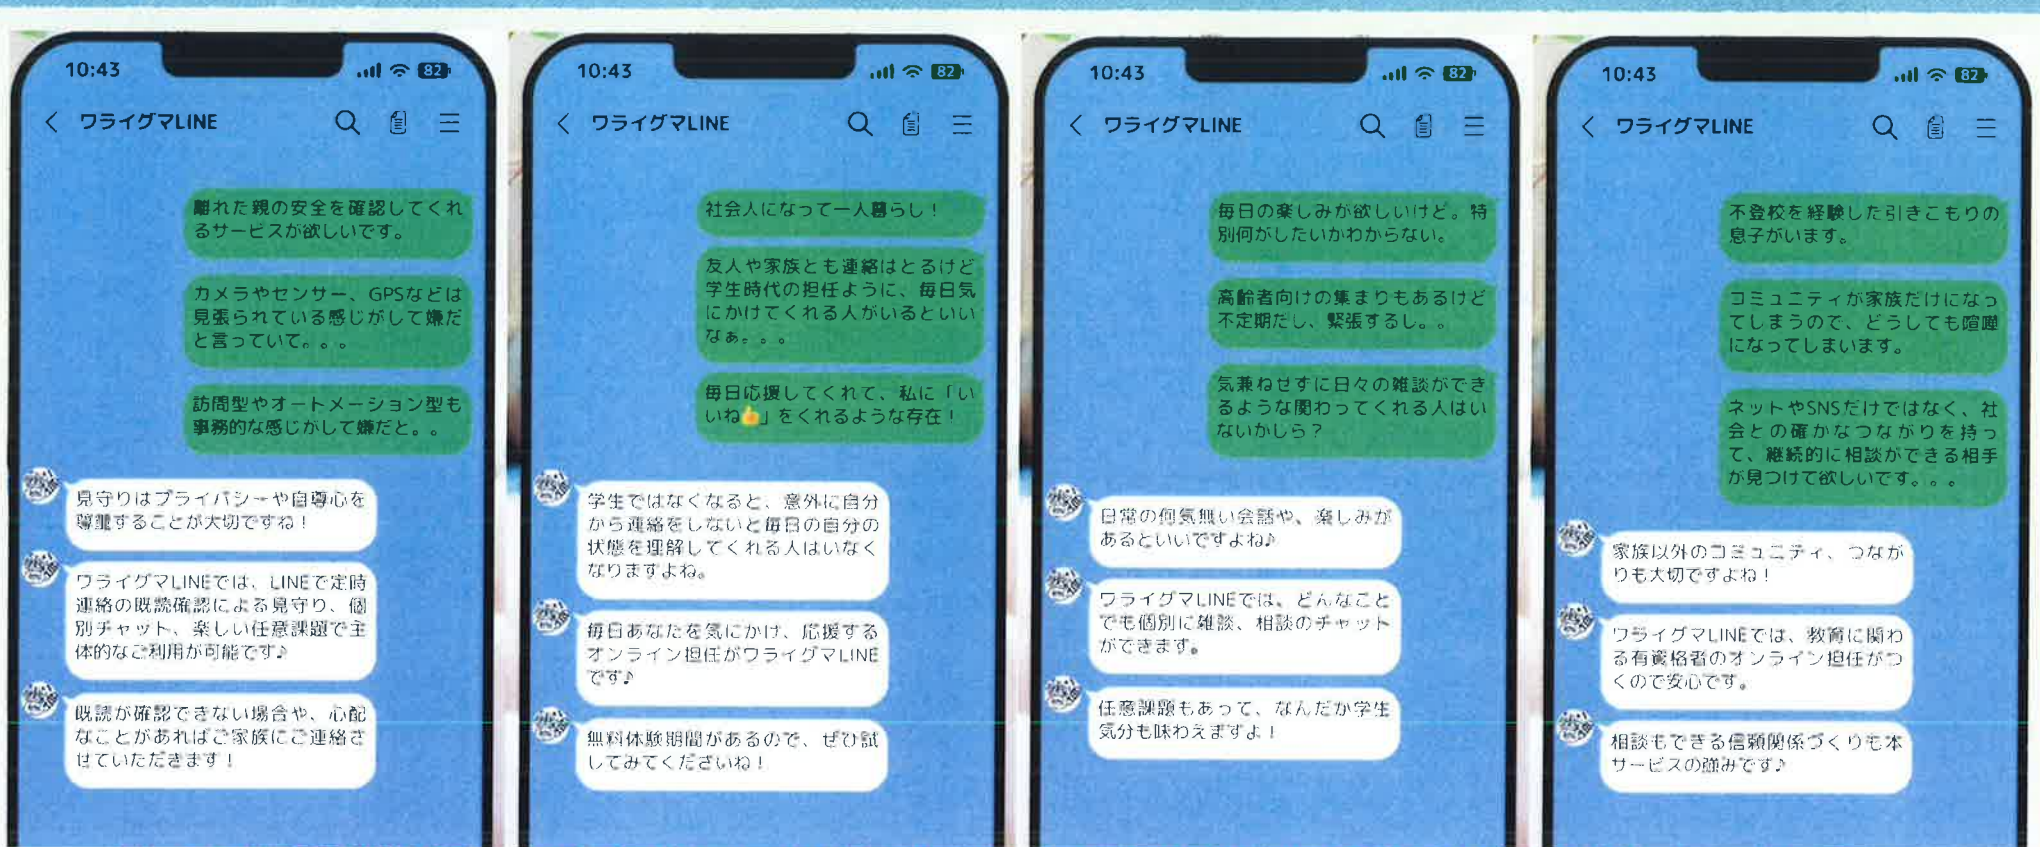 10:43
82
ワライグマLINE
離れた親の安全を確認してくれ
るサービスが欲しいです。
カメラやセンサー、GPSなどは
見張られている感じがして嫌だ
と言っていて。。。
訪問型やオートメーション型も
事務的な感じがして嫌だと。。
見守りはプライバシーや自尊心を
尊重することが大切ですね！
ワライグマLINEでは、LINEで定時
連絡の既読確認による見守り、個
別チャット、楽しい任意課題で主
体的なご利用が可能です♪
既読が確認できない場合や、心配
なことがあればご家族にご連絡さ
せていただきます！
10:43
82
ワライグマLINE
社会人になって一人暮らし！
友人や家族とも連絡はとるけど
学生時代の担任ように、毎日気
にかけてくれる人がいるといい
なぁ。。。
毎日応援してくれて、私に「い
いね👍」をくれるような存在！
学生ではなくなると、意外に自分
から連絡をしないと毎日の自分の
状態を理解してくれる人はいなく
なりますよね。
毎日あなたを気にかけ、応援する
オンライン担任がワライグマLINE
です♪
無料体験期間があるので、ぜひ試
してみてくださいね！
10:43
82
ワライグマLINE
毎日の楽しみが欲しいけど。特
別何がしたいかわからない。
高齢者向けの集まりもあるけど
不定期だし、緊張するし。。
気兼ねせずに日々の雑談ができ
るような関わってくれる人はい
ないかしら？
日常の何気無い会話や、楽しみが
あるといいですよね♪
ワライグマLINEでは、どんなこと
でも個別に雑談、相談のチャット
ができます。
任意課題もあって、なんだか学生
気分も味わえますよ！
10:43
82
ワライグマLINE
不登校を経験した引きこもりの
息子がいます。
コミュニティが家族だけになっ
てしまうので、どうしても喧嘩
になってしまいます。
ネットやSNSだけではなく、社
会との確かなつながりを持っ
て、継続的に相談ができる相手
が見つけて欲しいです。。。
家族以外のコミュニティ、つなが
りも大切ですよね！
ワライグマLINEでは、教育に関わ
る有資格者のオンライン担任がつ
くので安心です。
相談もできる信頼関係づくりも本
サービスの強みです♪